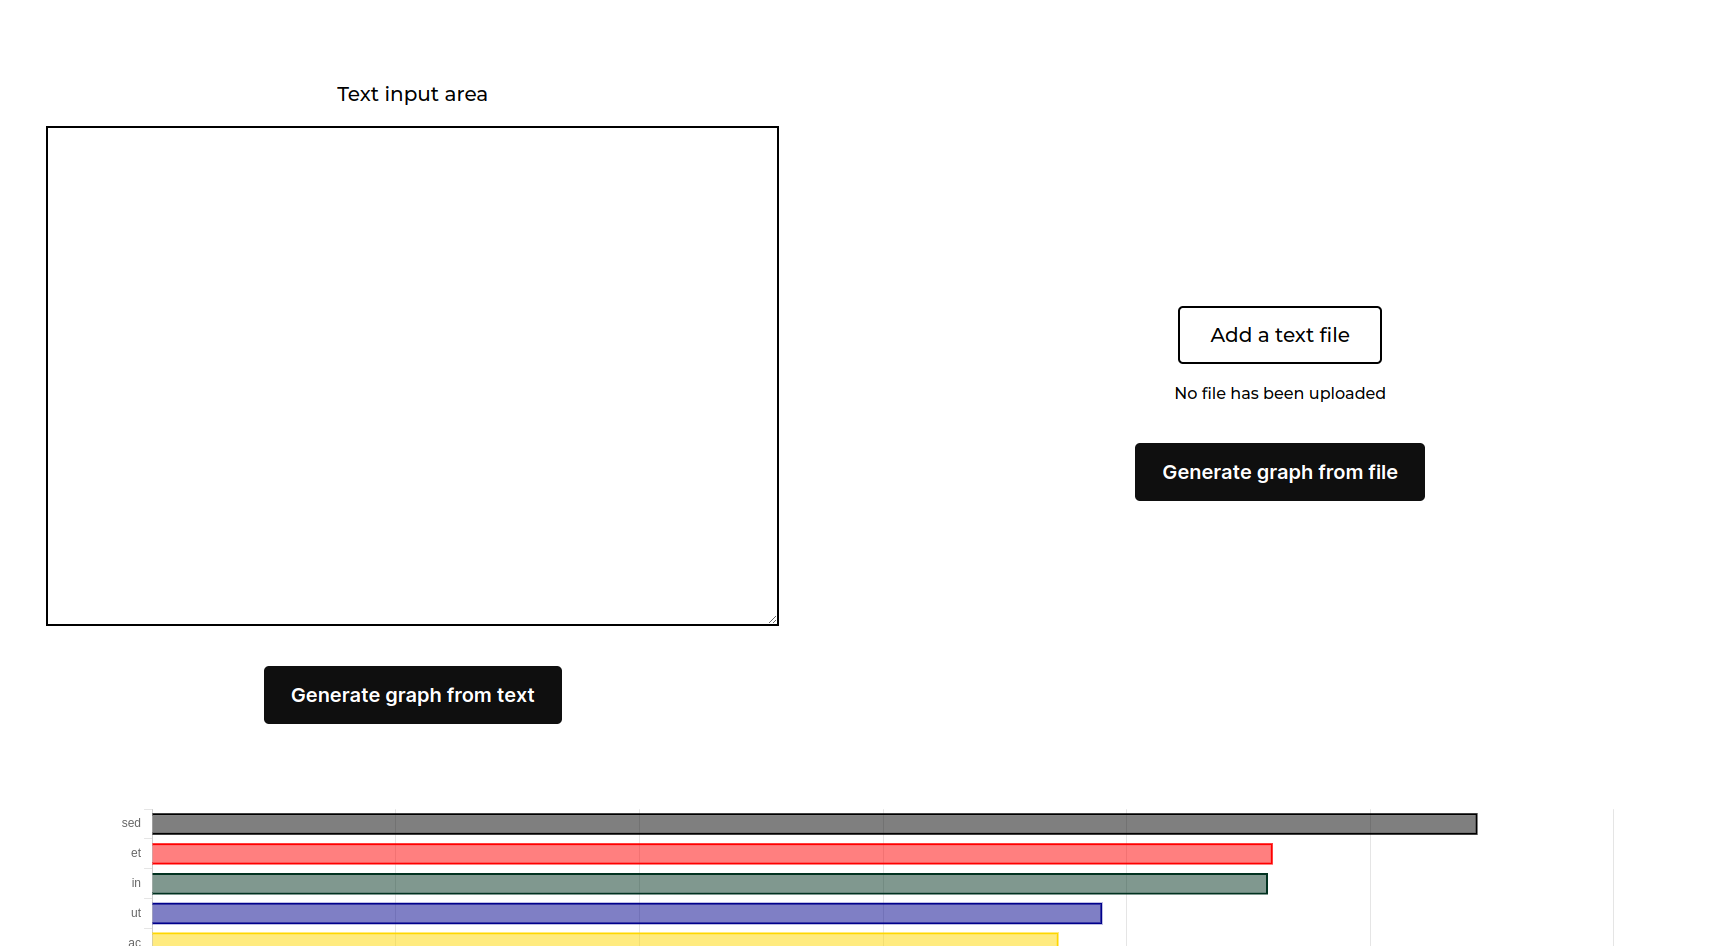 Text input area
Add a text file
No file has been uploaded
Generate graph from file
Generate graph from text
sed
et
in
ut
ac